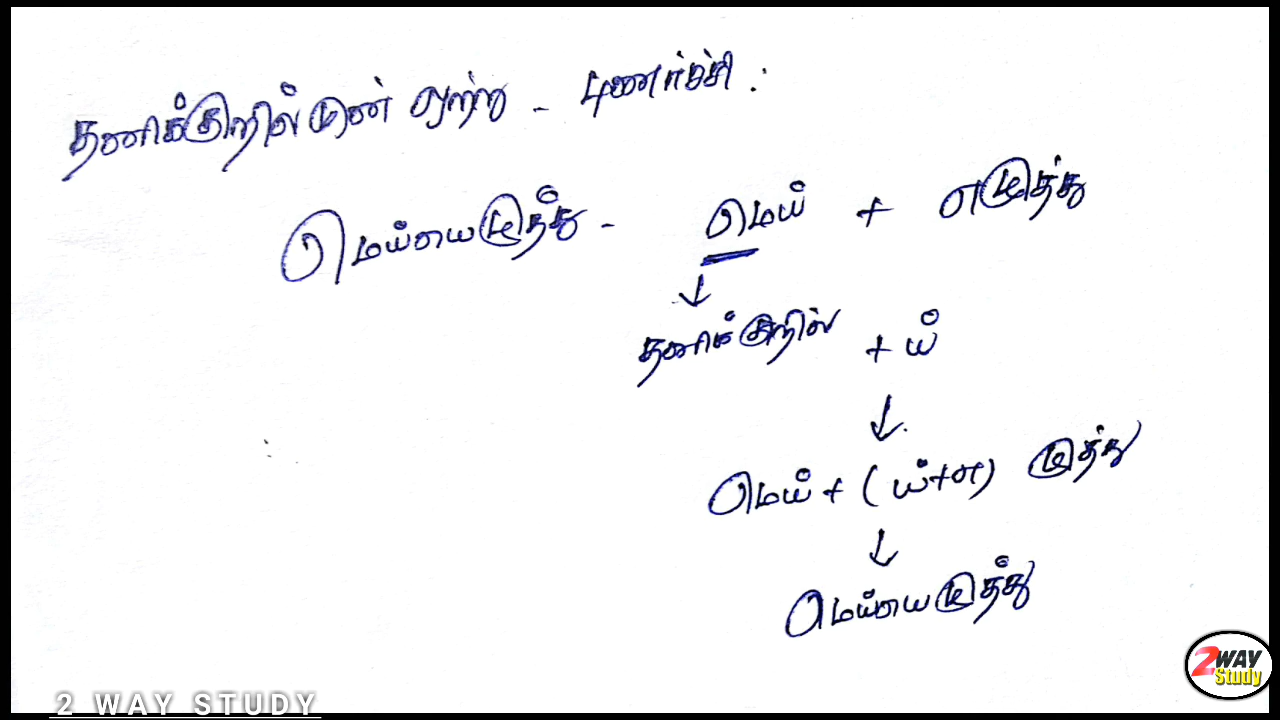 தனிக்குறில் முன் ஒற்று - புணர்ச்சி :
மெய்யெழுத்து - மெய் + எழுத்து
↓
தனிக்குறில் + ய்
↓
மெய் + ( ய்+எ) ழுத்து
↓
மெய்யெழுத்து
2 WAY STUDY
2WAY
Study